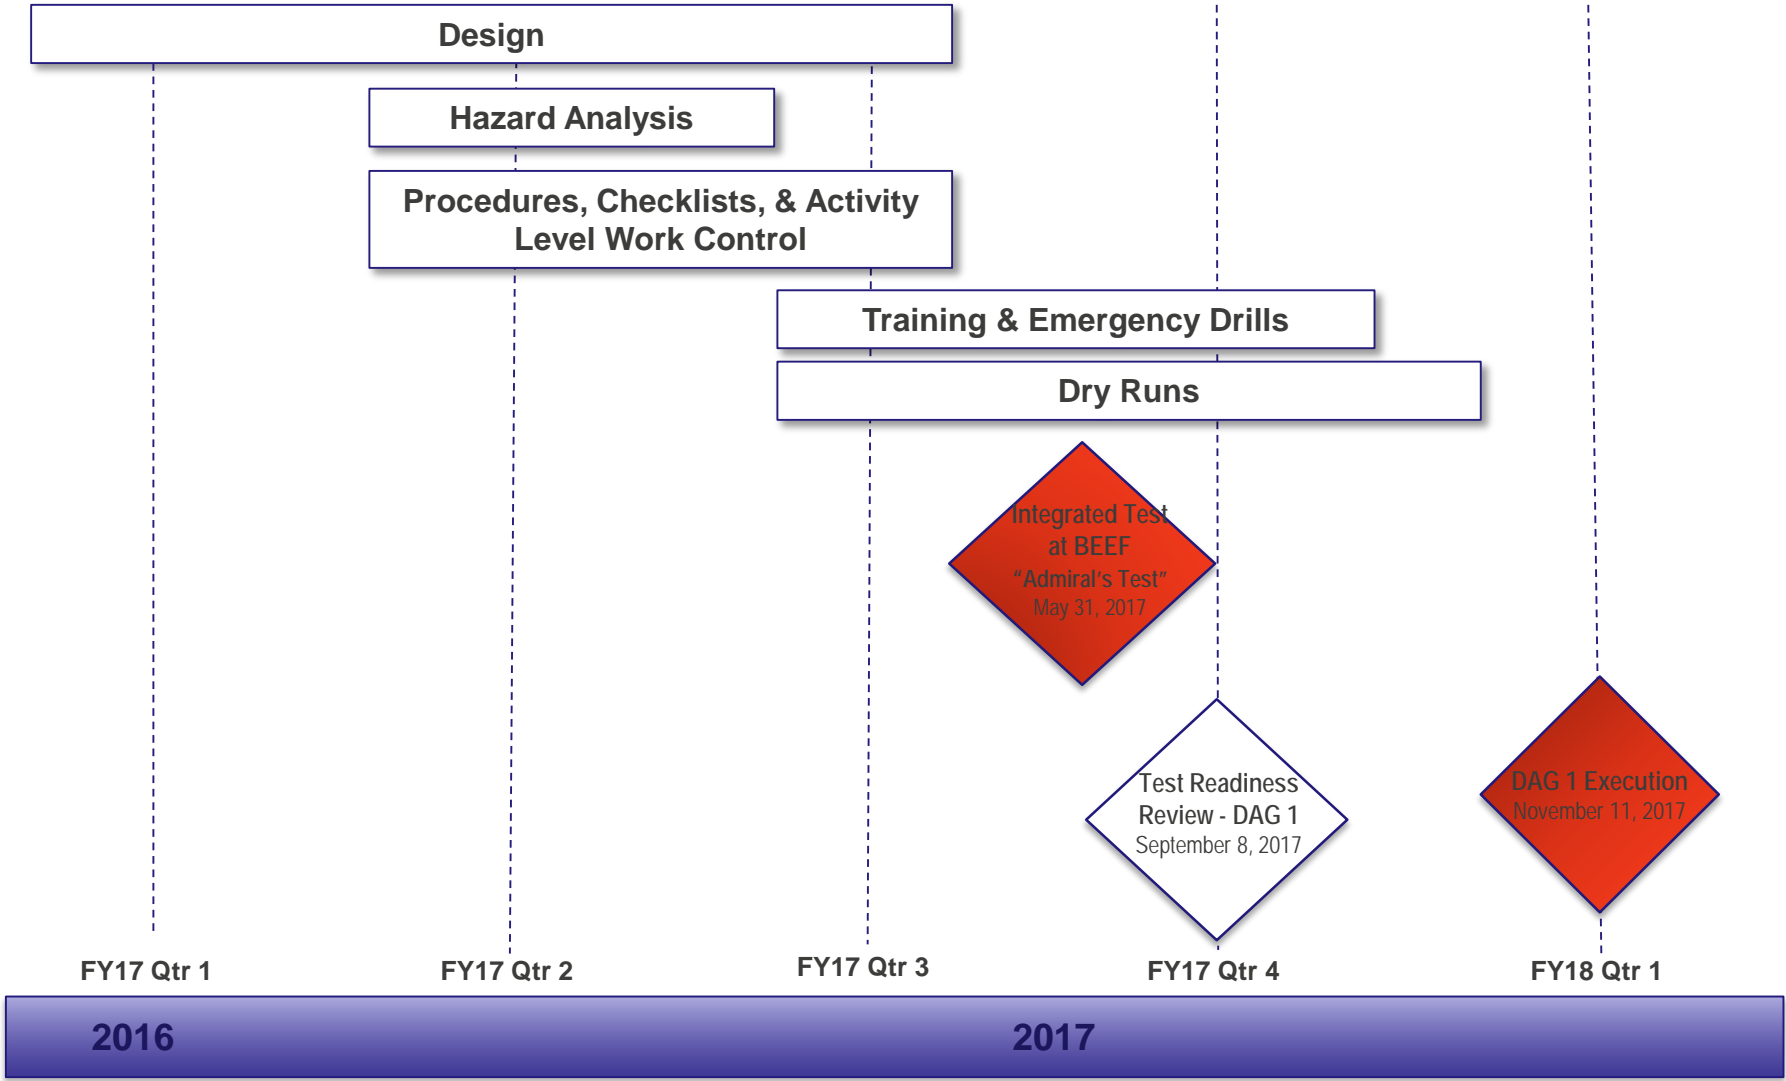 Design
Hazard Analysis
Procedures, Checklists, & Activity
Level Work Control
Training & Emergency Drills
Dry Runs
Integrated Test
at BEEF
“Admiral’s Test”
May 31, 2017
Test Readiness
Review - DAG 1
September 8, 2017
DAG 1 Execution
November 11, 2017
FY17 Qtr 1
FY17 Qtr 2
FY17 Qtr 3
FY17 Qtr 4
FY18 Qtr 1
2016
2017